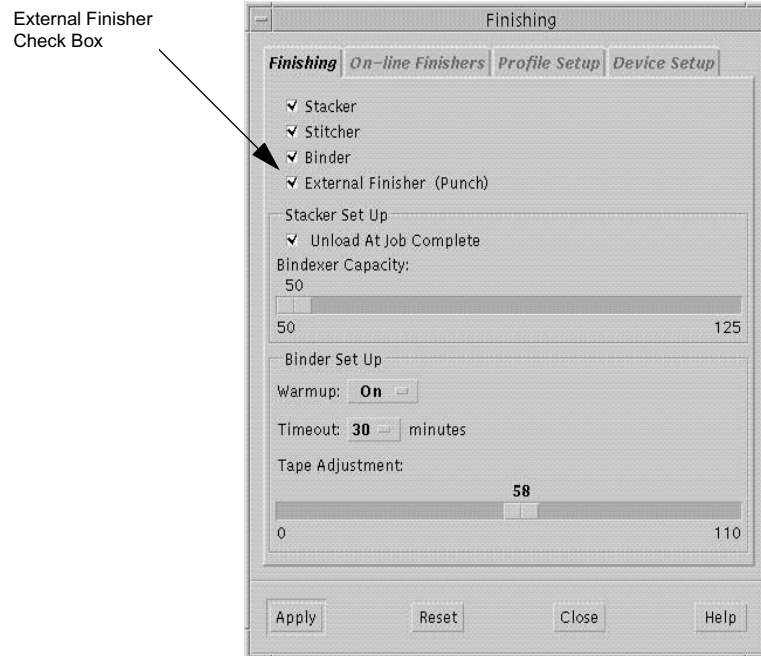 External Finisher
Check Box
Finishing
Finishing On-line Finishers Profile Setup Device Setup
Stacker
Stitcher
Binder
External Finisher (Punch)
Stacker Set Up
Unload At Job Complete
Bindexer Capacity:
50
50 125
Binder Set Up
Warmup: On
Timeout: 30 minutes
Tape Adjustment:
58
0 110
Apply Reset Close Help